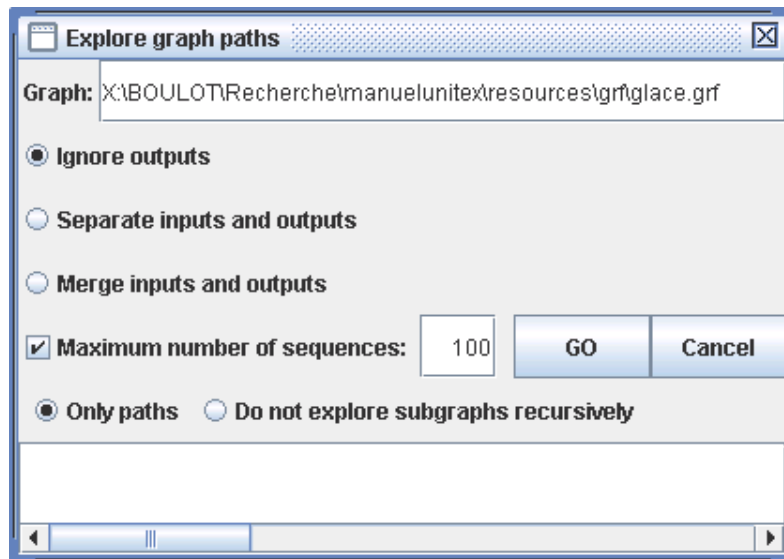 Explore graph paths
Graph: X:\BOULOT\Recherche\manuelunitex\resources\grf\glace.grf
Ignore outputs
Separate inputs and outputs
Merge inputs and outputs
Maximum number of sequences: 100 GO Cancel
Only paths Do not explore subgraphs recursively